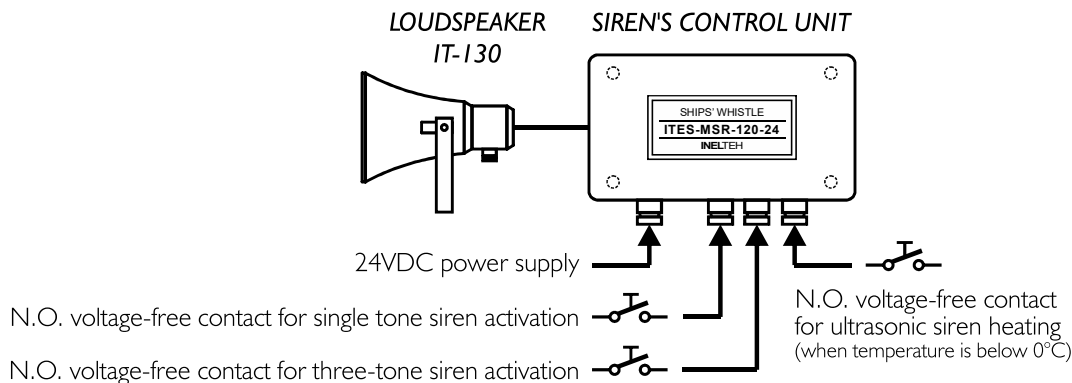 LOUDSPEAKER
IT-130
SIREN'S CONTROL UNIT
SHIPS' WHISTLE
ITES-MSR-120-24
INELTEH
24VDC power supply
N.O. voltage-free contact for single tone siren activation
N.O. voltage-free contact for three-tone siren activation
N.O. voltage-free contact
for ultrasonic siren heating
(when temperature is below 0°C)